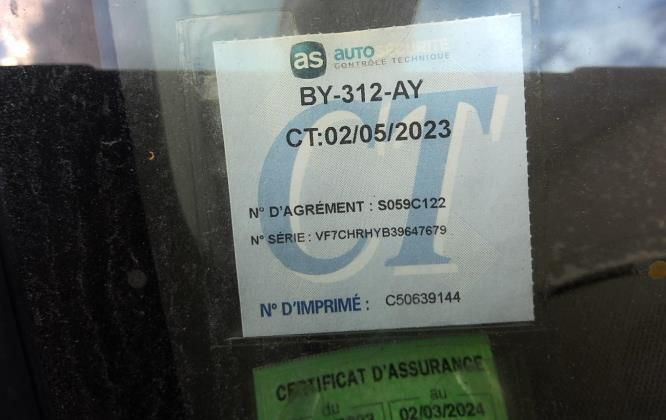 as AUTOSÉCURITÉ
CONTRÔLE TECHNIQUE
BY-312-AY
CT:02/05/2023
CT
N° D'AGRÉMENT : S059C122
N° SÉRIE : VF7CHRHYB39647679
N° D'IMPRIMÉ : C50639144
CERTIFICAT D'ASSURANCE
du au
02/03/2024